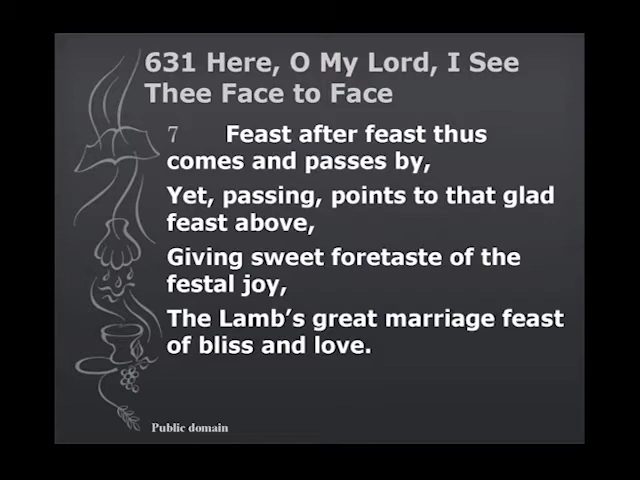 631 Here, O My Lord, I See
Thee Face to Face
7 Feast after feast thus
comes and passes by,
Yet, passing, points to that glad
feast above,
Giving sweet foretaste of the
festal joy,
The Lamb’s great marriage feast
of bliss and love.
Public domain